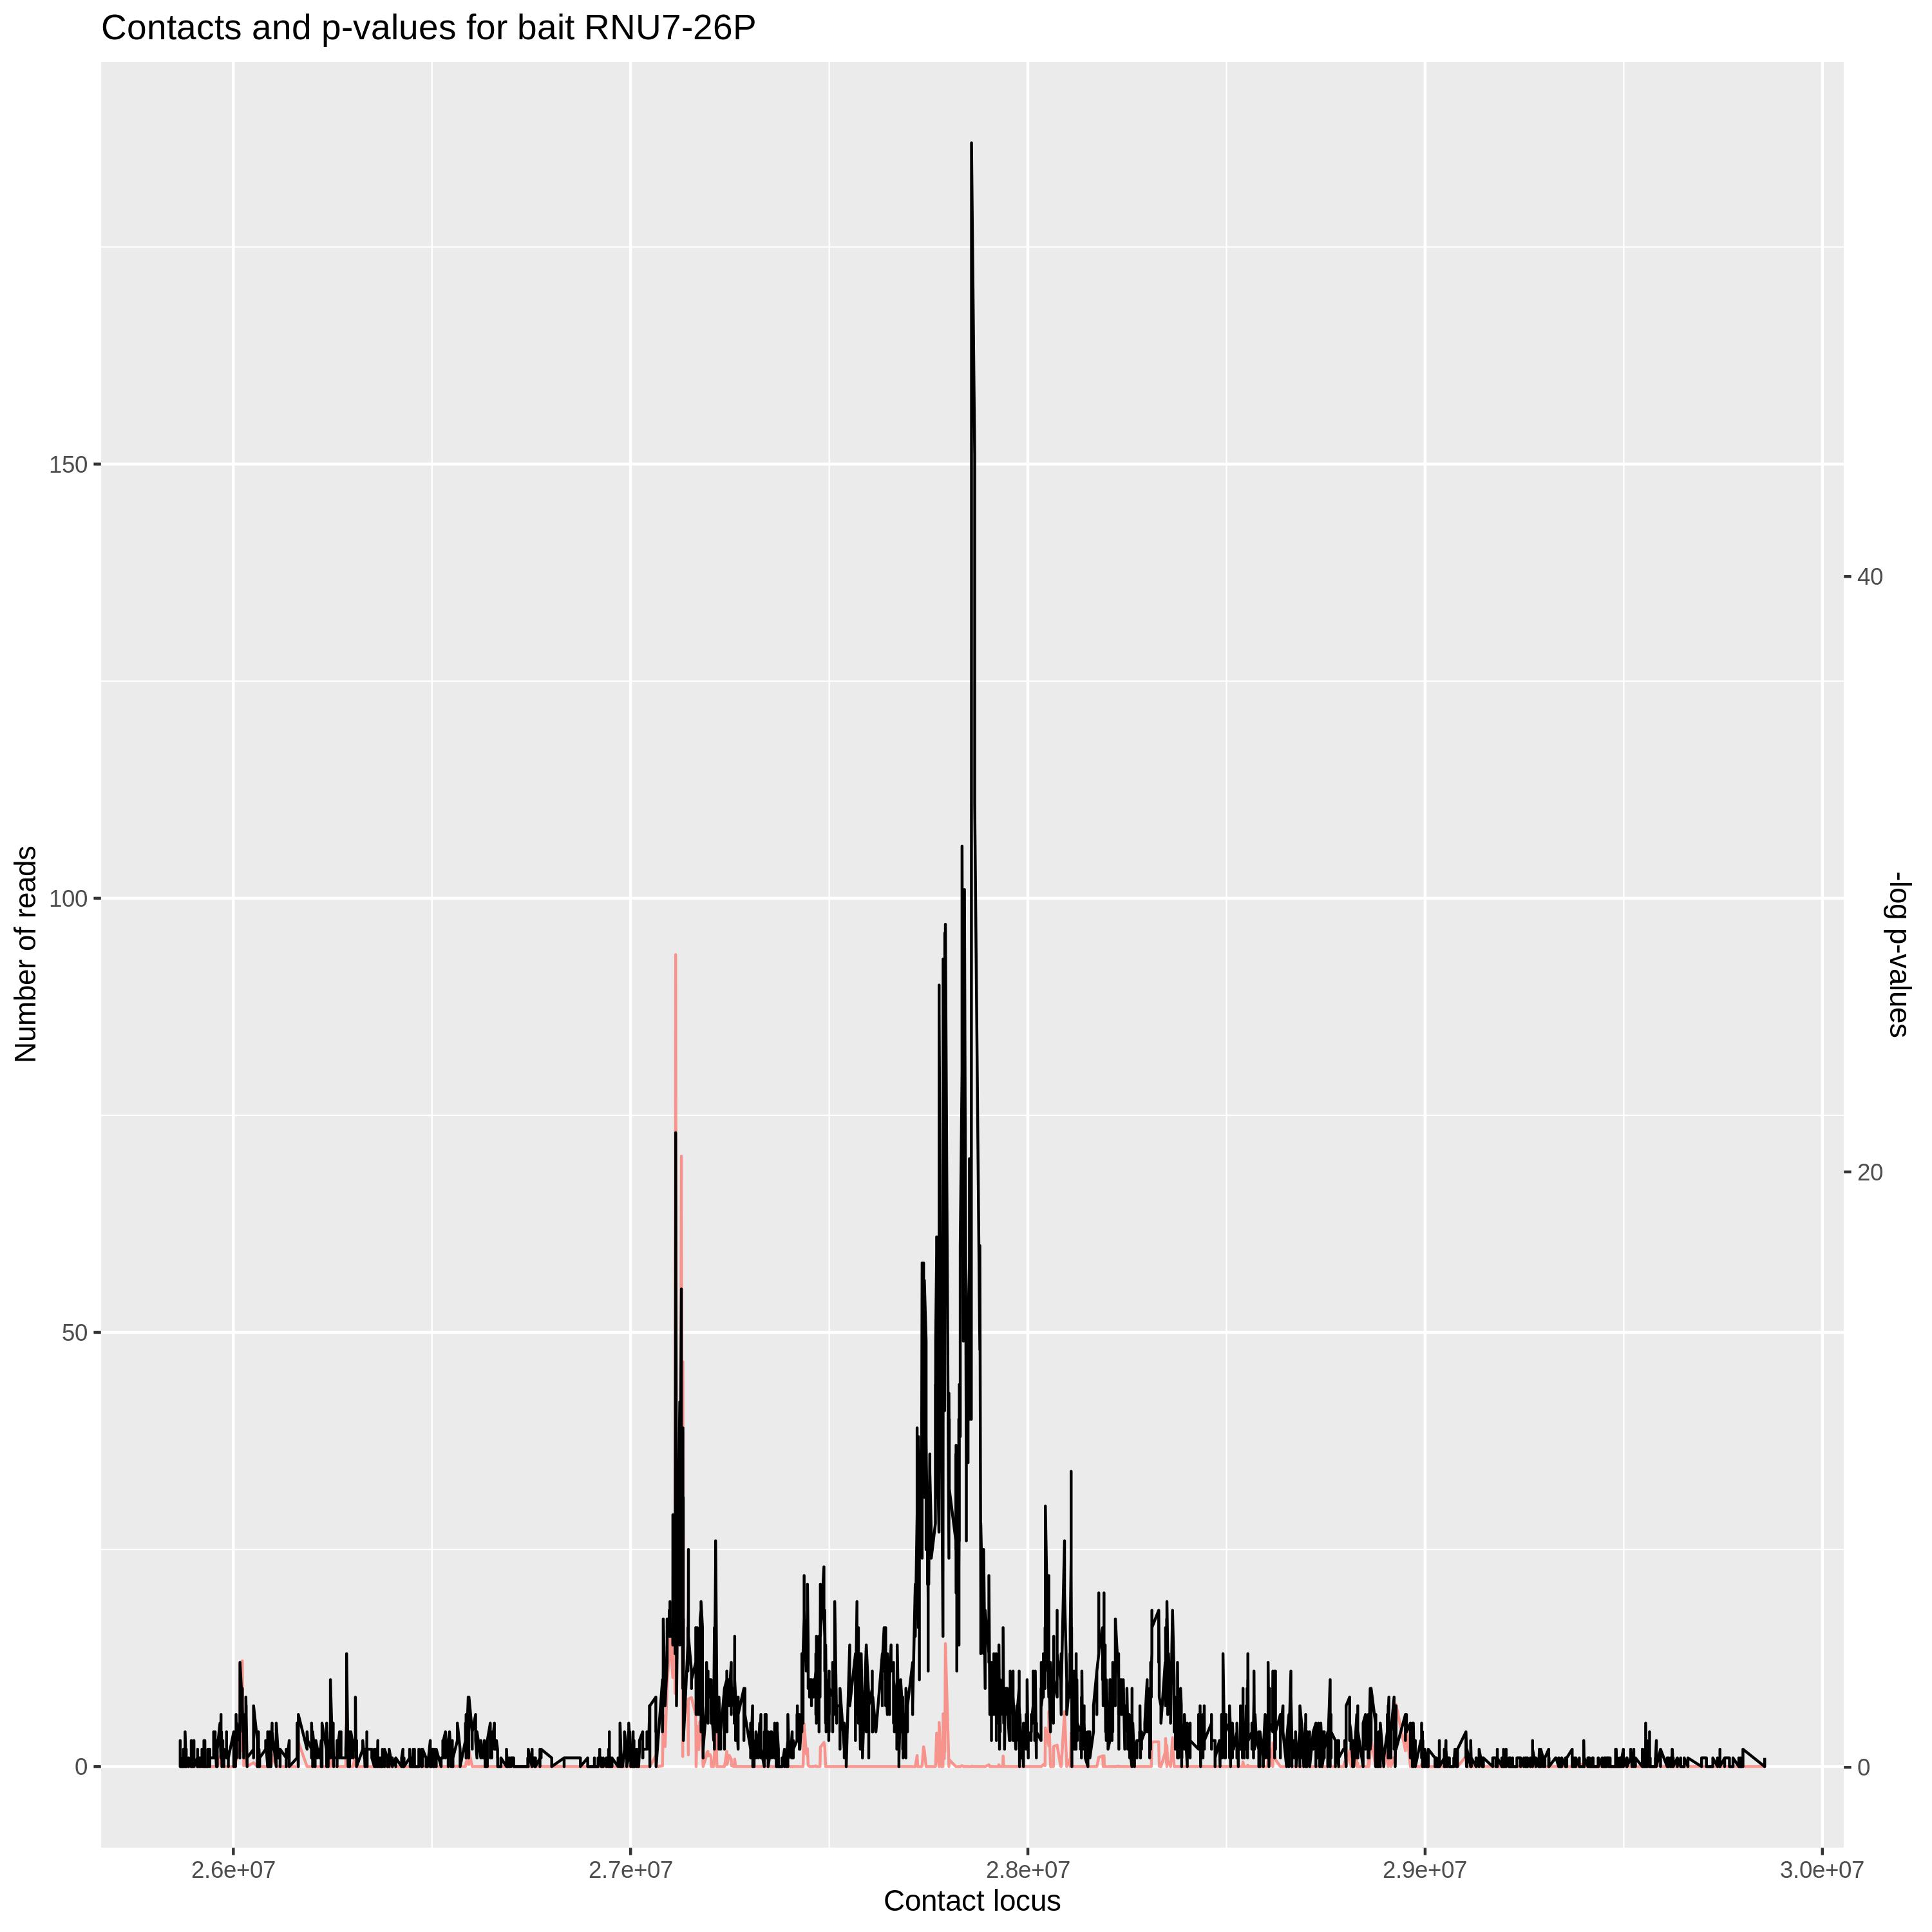 Contacts and p-values for bait RNU7-26P
Number of reads
150
100
50
0
40
20
0
-log p-values
2.6e+07 2.7e+07 2.8e+07 2.9e+07 3.0e+07
Contact locus